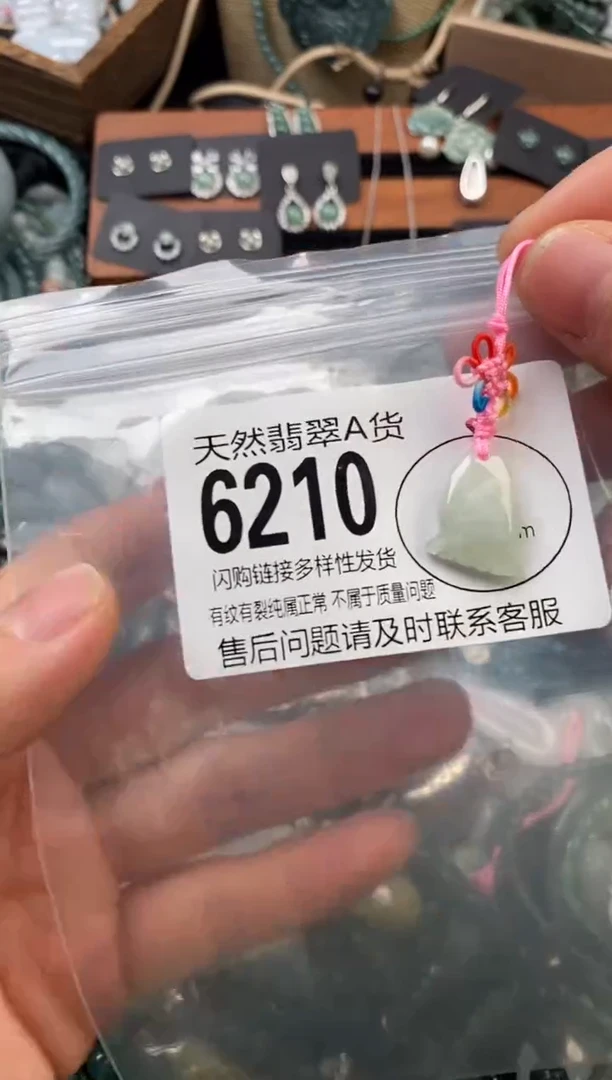 天然翡翠A货
6210
闪购链接多样性发货
有纹有裂纯属正常 不属于质量问题
售后问题请及时联系客服